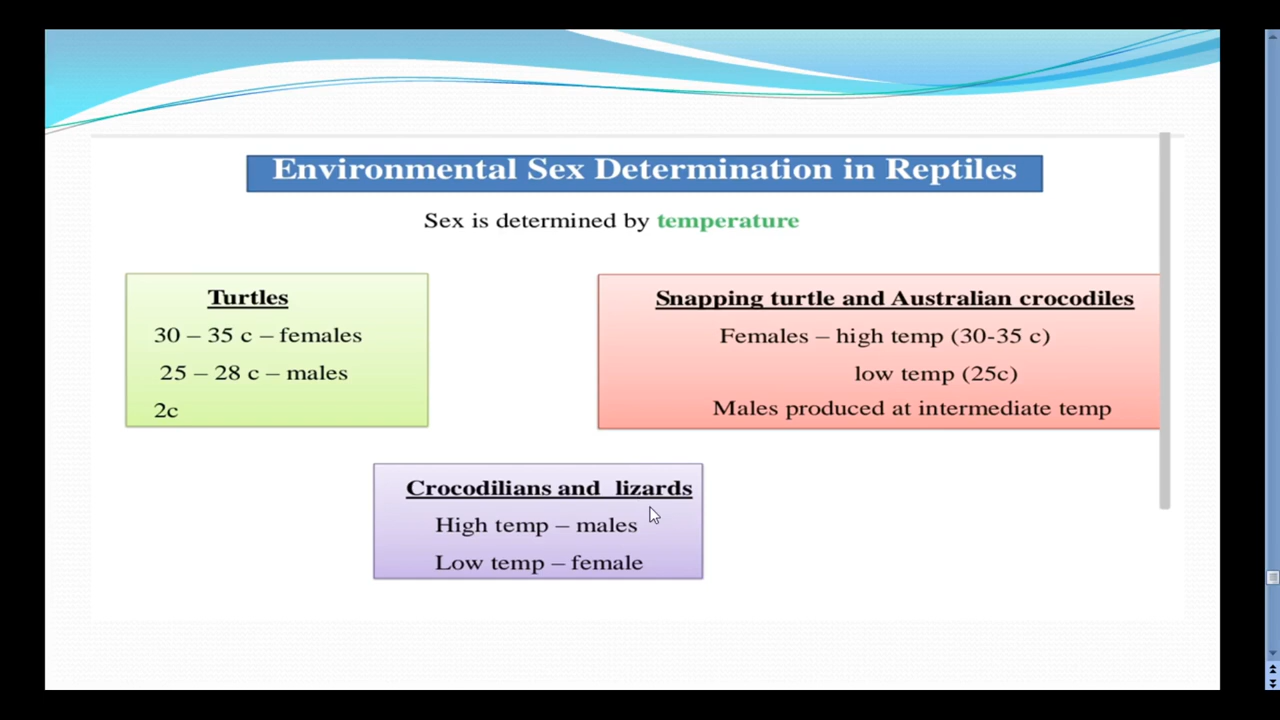 Environmental Sex Determination in Reptiles
Sex is determined by temperature
Turtles
30 – 35 c – females
25 – 28 c – males
2c
Snapping turtle and Australian crocodiles
Females – high temp (30-35 c)
low temp (25c)
Males produced at intermediate temp
Crocodilians and lizards
High temp – males
Low temp – female